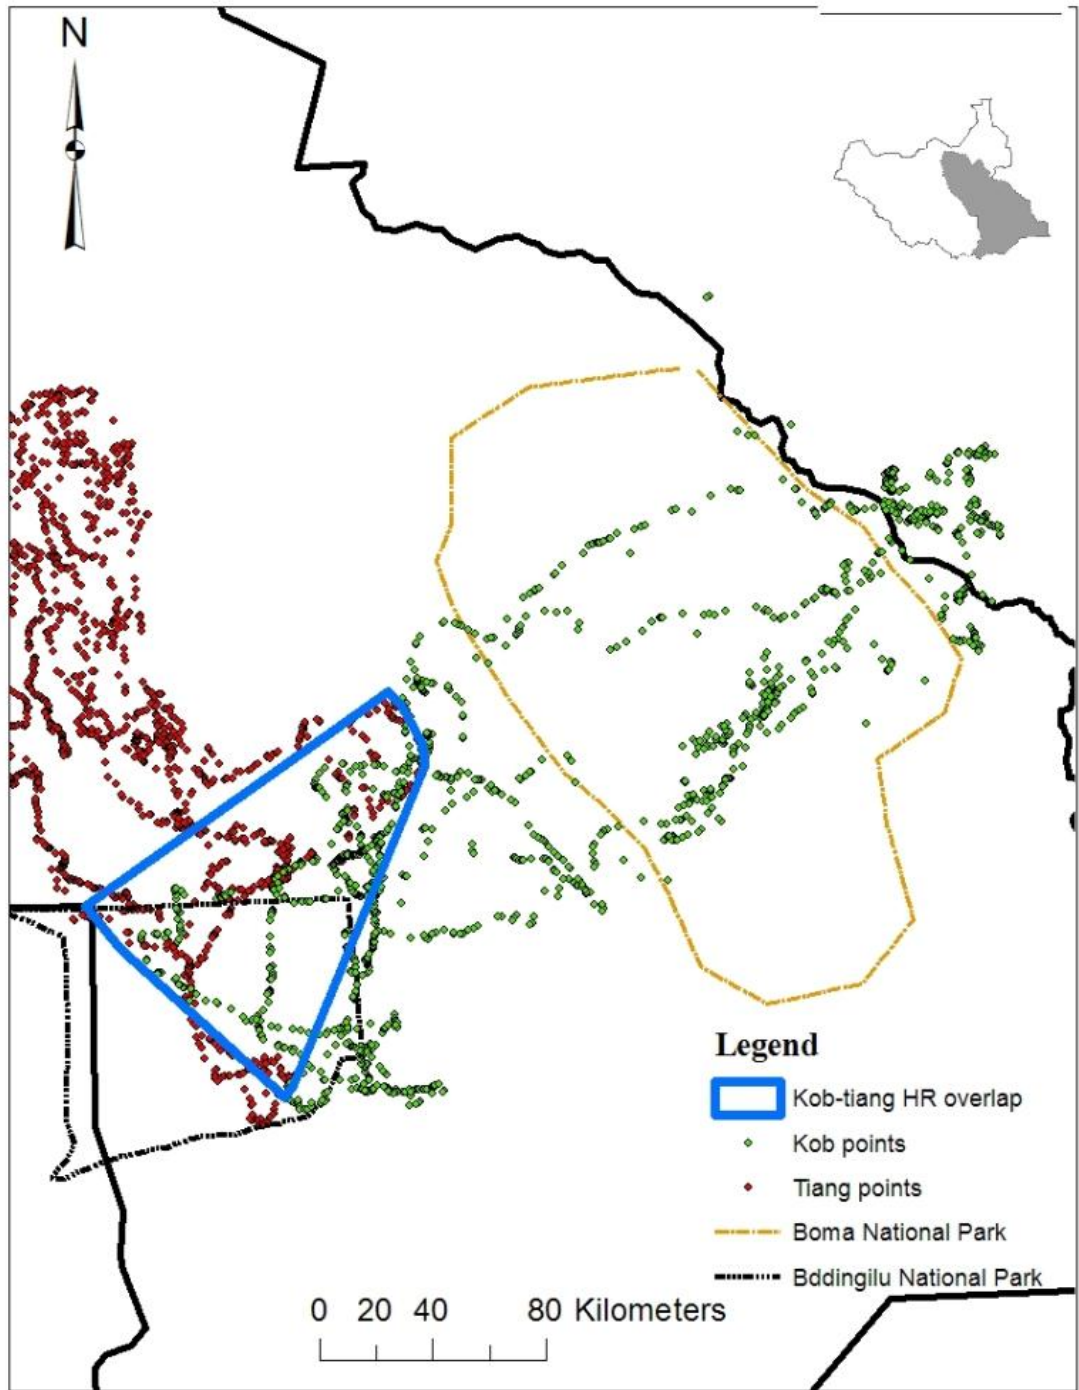 N
Legend
Kob-tiang HR overlap
Kob points
Tiang points
Boma National Park
Bddingilu National Park
0 20 40 80 Kilometers